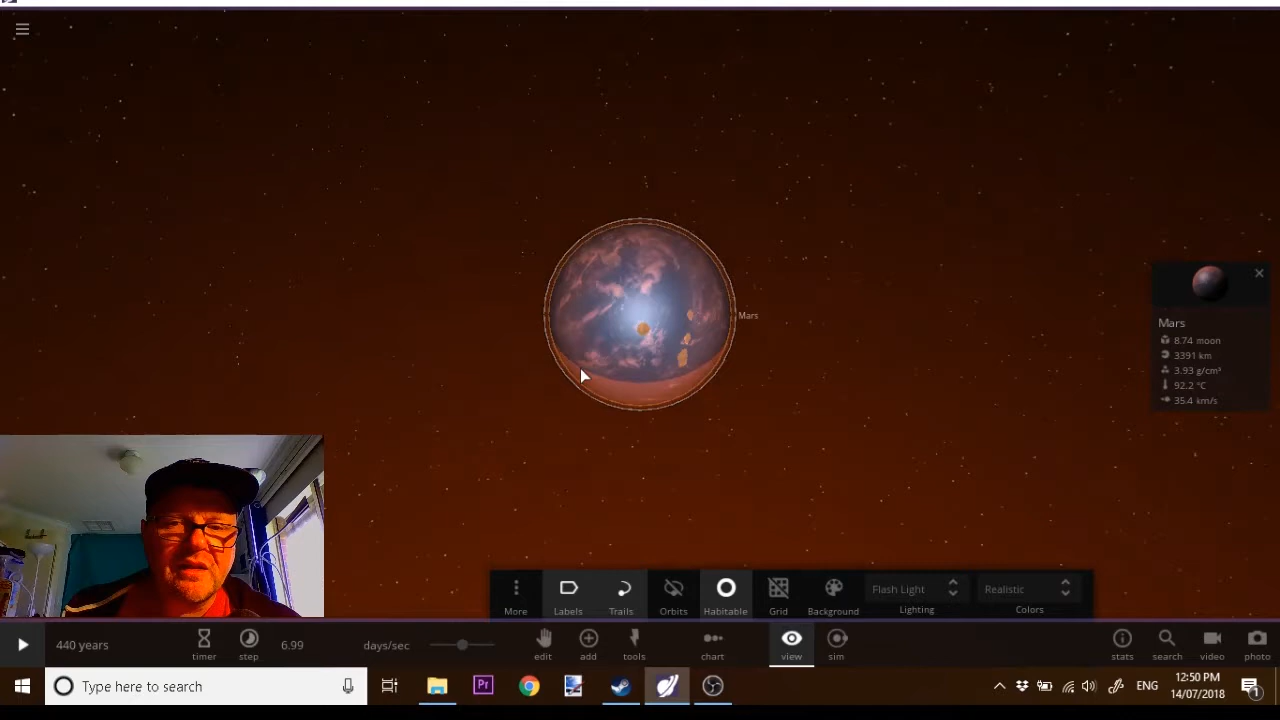 Mars
Mars
8.74 moon
3391 km
3.93 g/cm³
92.2 °C
35.4 km/s
More
Labels
Trails
Orbits
Habitable
Grid
Background
Flash Light
Lighting
Realistic
Colors
440 years
timer
step
6.99
days/sec
edit
add
tools
chart
view
sim
stats
search
video
photo
Type here to search
Pr
ENG
12:50 PM
14/07/2018
1